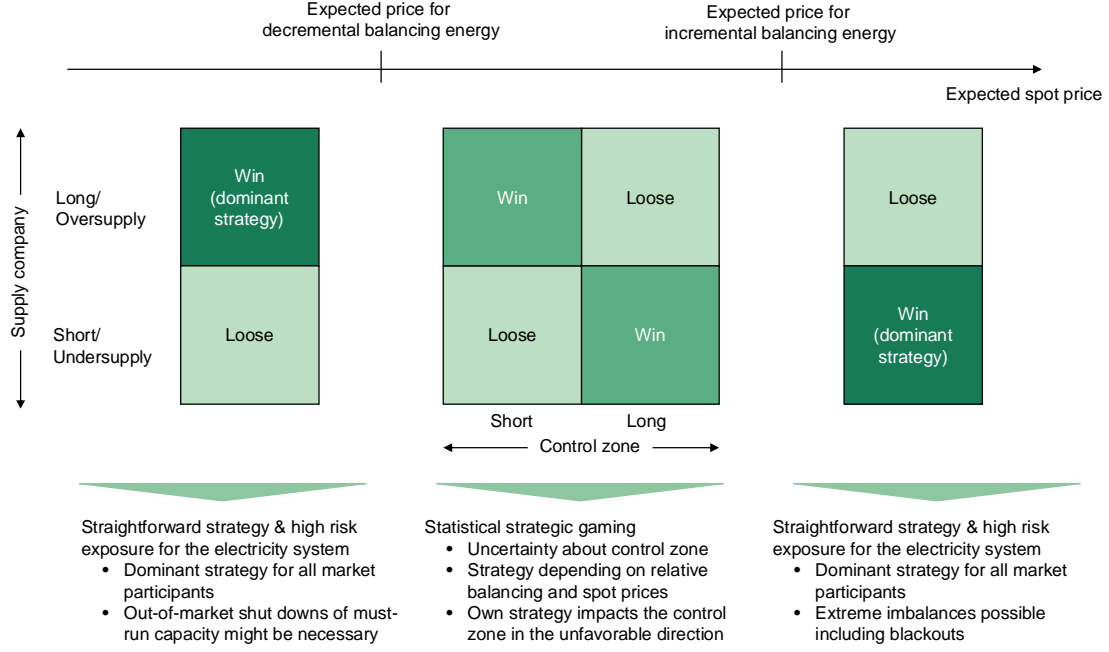 Expected price for
decremental balancing energy
Expected price for
incremental balancing energy
Expected spot price
Supply company
Long/
Oversupply
Short/
Undersupply
Win
(dominant
strategy)
Loose
Win
Loose
Loose
Win
Loose
Win
(dominant
strategy)
Short
Long
Control zone
Straightforward strategy & high risk
exposure for the electricity system
• Dominant strategy for all market
participants
• Out-of-market shut downs of must-
run capacity might be necessary
Statistical strategic gaming
• Uncertainty about control zone
• Strategy depending on relative
balancing and spot prices
• Own strategy impacts the control
zone in the unfavorable direction
Straightforward strategy & high risk
exposure for the electricity system
• Dominant strategy for all market
participants
• Extreme imbalances possible
including blackouts